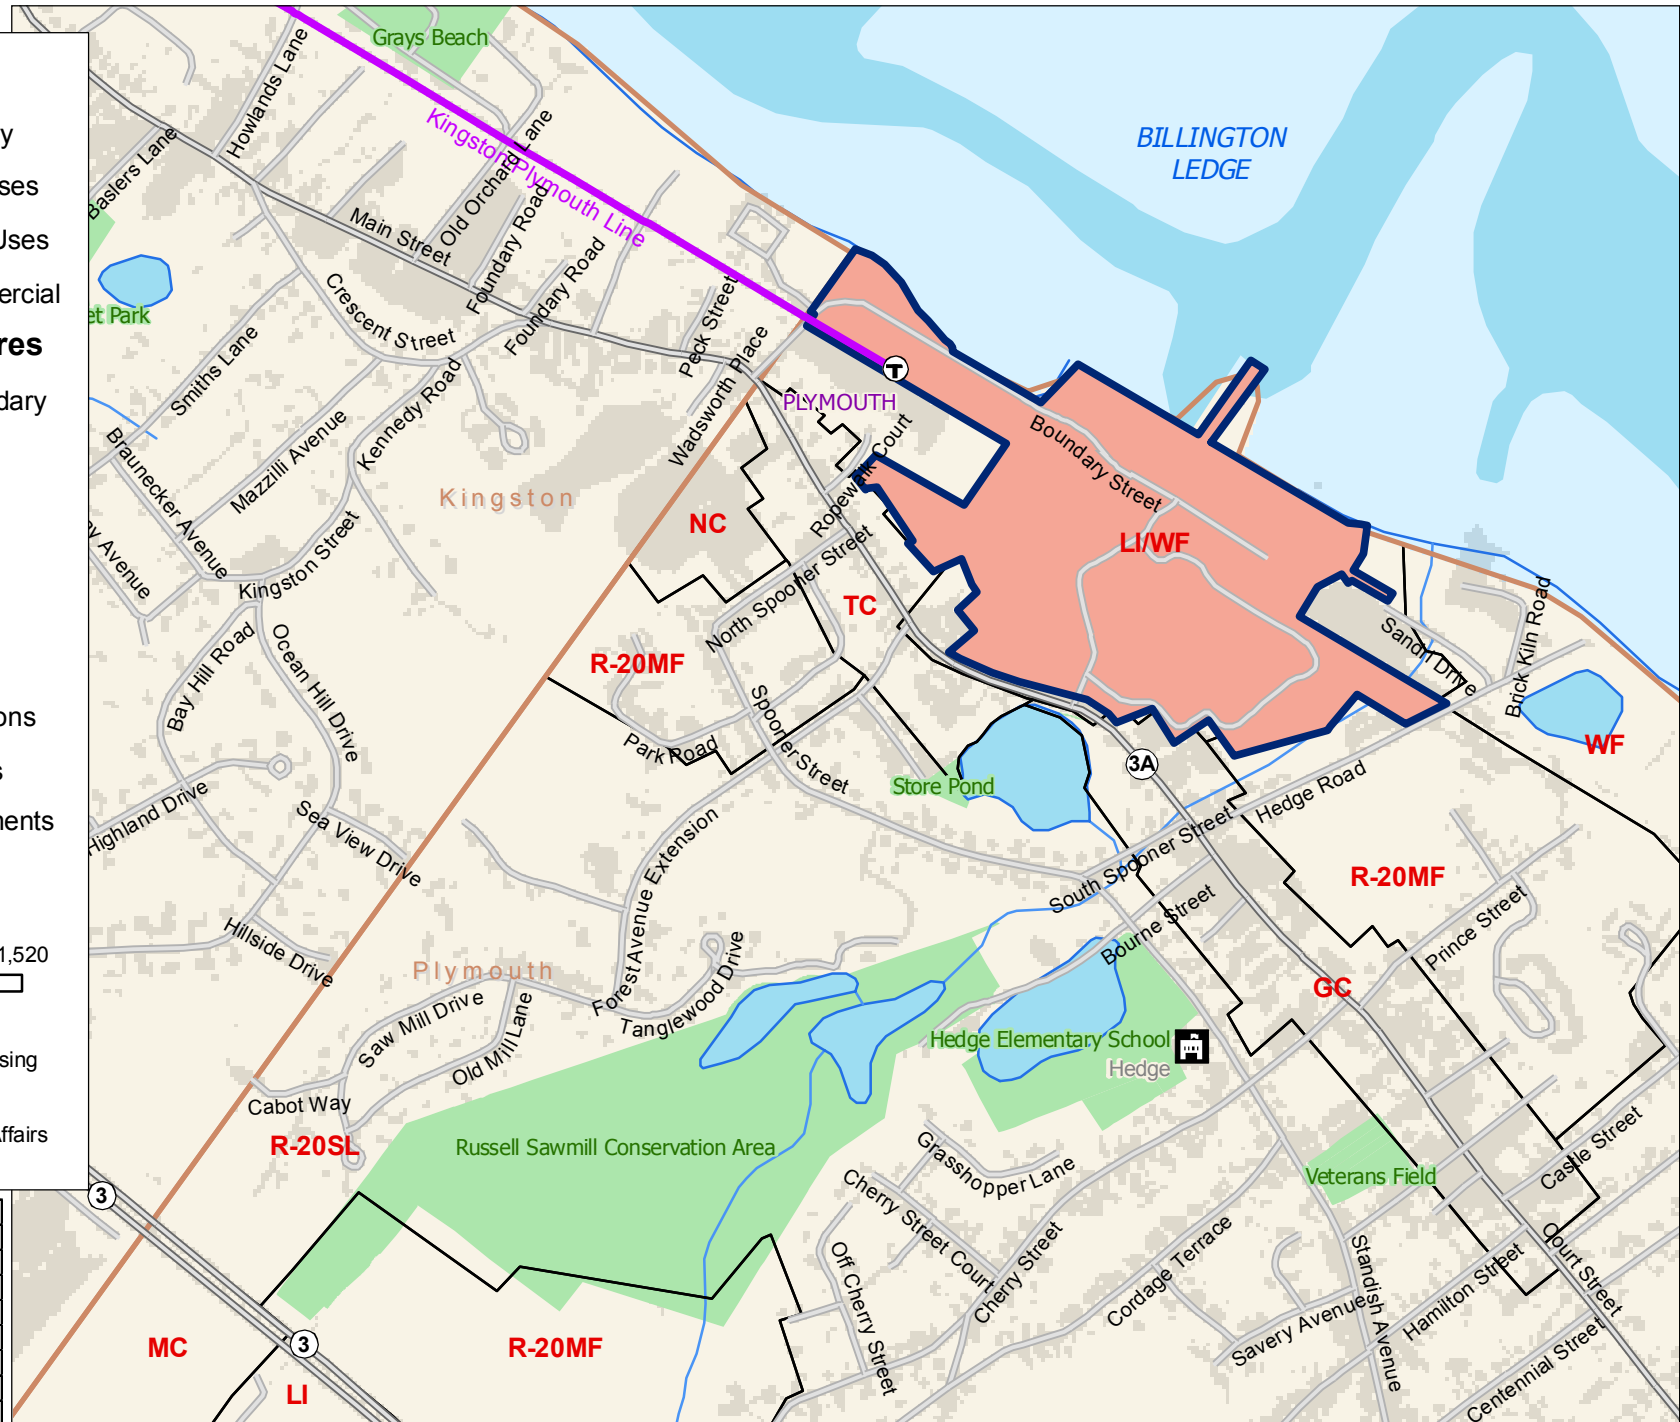 y
ses
Uses
ercial
res
dary
ons
s
nents
1,520
sing
Affairs
Grays Beach
Howlands Lane
Baslers Lane
Kingston/Plymouth Line
Old Orchard Lane
Main Street
Foundary Road
Foundary Road
BILLINGTON
LEDGE
et Park
Crescent Street
Smiths Lane
Peck Street
Wadsworth Place
T
PLYMOUTH
Kennedy Road
Mazzilli Avenue
Braunecker Avenue
Kingston
Ropewalk Court
Boundary Street
NC
LI/WF
ey Avenue
Kingston Street
North Spooner Street
TC
R-20MF
Sandri Drive
Brick Kiln Road
Bay Hill Road
Ocean Hill Drive
Spooner Street
Park Road
WF
3A
Store Pond
Hedge Road
Highland Drive
Sea View Drive
South Spooner Street
Forest Avenue Extension
R-20MF
Bourne Street
Prince Street
Hillside Drive
Plymouth
Tanglewood Drive
Saw Mill Drive
Old Mill Lane
GC
Hedge Elementary School
Hedge
Cabot Way
R-20SL
Russell Sawmill Conservation Area
Grasshopper Lane
Castle Street
Veterans Field
3
Cherry Street Court
Cherry Street
Off Cherry Street
Cordage Terrace
Standish Avenue
Court Street
Hamilton Street
Savery Avenue
Centennial Street
MC
3
R-20MF
LI